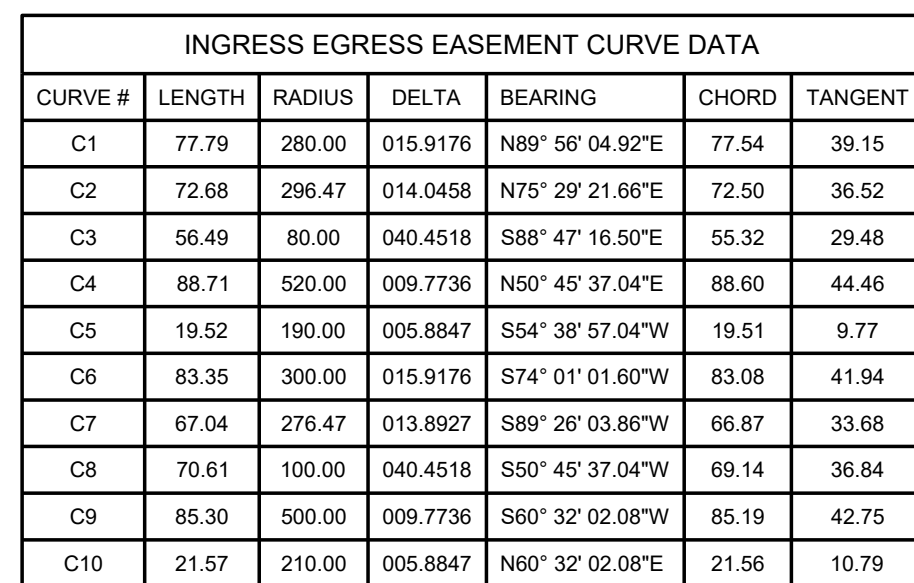 INGRESS EGRESS EASEMENT CURVE DATA
CURVE # LENGTH RADIUS DELTA BEARING CHORD TANGENT
C1 77.79 280.00 015.9176 N89° 56' 04.92"E 77.54 39.15
C2 72.68 296.47 014.0458 N75° 29' 21.66"E 72.50 36.52
C3 56.49 80.00 040.4518 S88° 47' 16.50"E 55.32 29.48
C4 88.71 520.00 009.7736 N50° 45' 37.04"E 88.60 44.46
C5 19.52 190.00 005.8847 S54° 38' 57.04"W 19.51 9.77
C6 83.35 300.00 015.9176 S74° 01' 01.60"W 83.08 41.94
C7 67.04 276.47 013.8927 S89° 26' 03.86"W 66.87 33.68
C8 70.61 100.00 040.4518 S50° 45' 37.04"W 69.14 36.84
C9 85.30 500.00 009.7736 S60° 32' 02.08"W 85.19 42.75
C10 21.57 210.00 005.8847 N60° 32' 02.08"E 21.56 10.79